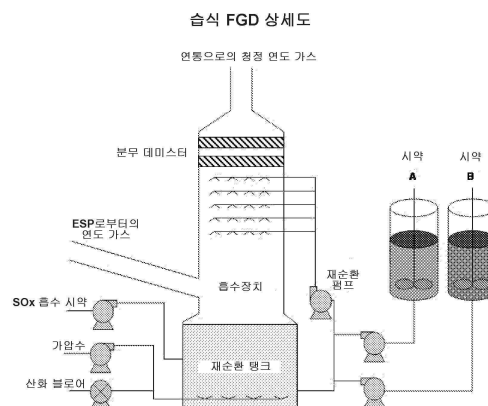 습식 FGD 상세도
연통으로의 청정 연도 가스
분무 데미스터
시약
A
시약
B
ESP로부터의
연도 가스
흡수장치
재순환
펌프
SOx 흡수 시약
가압수
재순환 탱크
산화 블로어